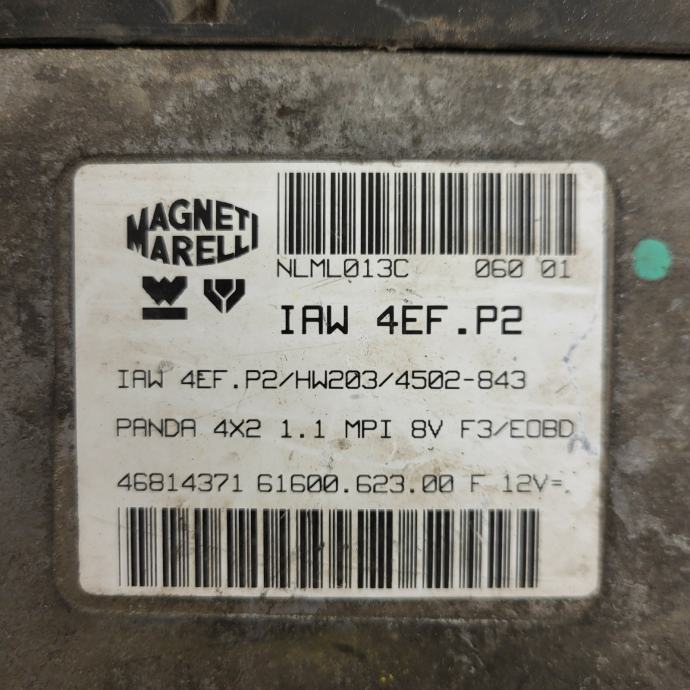 MAGNETI
MARELLI
NLML013C 060 01
IAW 4EF.P2
IAW 4EF.P2/HW203/4502-843
PANDA 4X2 1.1 MPI 8V F3/EOBD
46814371 61600.623.00 F 12V=.